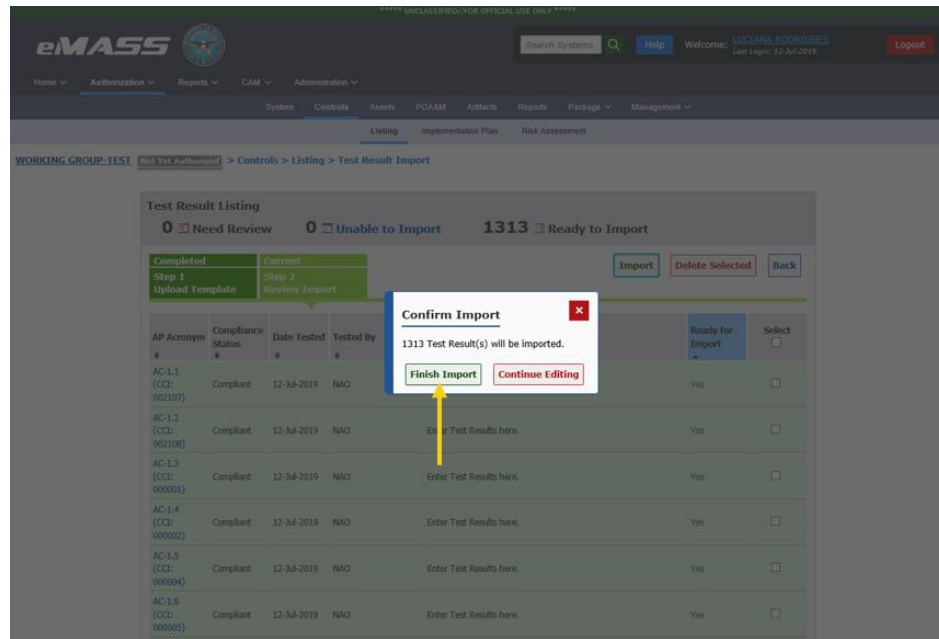 ***** UNCLASSIFIED//FOR OFFICIAL USE ONLY *****
eMASS
Search Systems Help Welcome: LUCIANA RODRIGUES Logout
Last Login: 12-Jul-2019
Home Authorization Reports CAM Administration
System Controls Assets POA&M Artifacts Reports Package Management
Listing Implementation Plan Risk Assessment
WORKING GROUP-TEST Not Yet Authorized > Controls > Listing > Test Result Import
Test Result Listing
0 Need Review 0 Unable to Import 1313 Ready to Import
Completed Current
Step 1 Step 2
Upload Template Review Import
Import Delete Selected Back
Confirm Import x
1313 Test Result(s) will be imported.
Finish Import Continue Editing
AP Acronym Compliance Status Date Tested Tested By Ready for Import Select
AC-1.1 (CCI: 002107) Compliant 12-Jul-2019 NAO Yes
AC-1.2 (CCI: 002108) Compliant 12-Jul-2019 NAO Enter Test Results here. Yes
AC-1.3 (CCI: 000001) Compliant 12-Jul-2019 NAO Enter Test Results here. Yes
AC-1.4 (CCI: 000002) Compliant 12-Jul-2019 NAO Enter Test Results here. Yes
AC-1.5 (CCI: 000004) Compliant 12-Jul-2019 NAO Enter Test Results here. Yes
AC-1.6 (CCI: 000005) Compliant 12-Jul-2019 NAO Enter Test Results here. Yes